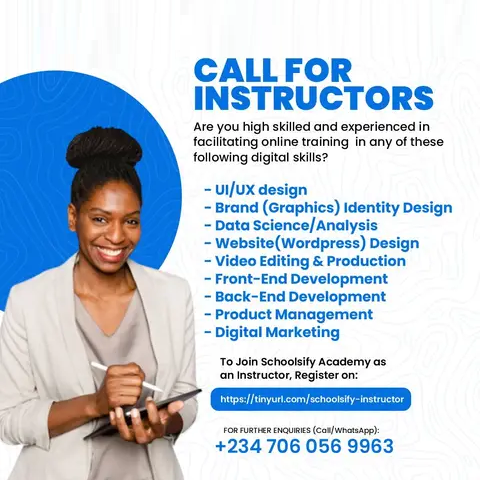 CALL FOR
INSTRUCTORS
Are you high skilled and experienced in
facilitating online training in any of these
following digital skills?
- UI/UX design
- Brand (Graphics) Identity Design
- Data Science/Analysis
- Website(Wordpress) Design
- Video Editing & Production
- Front-End Development
- Back-End Development
- Product Management
- Digital Marketing
To Join Schoolsify Academy as
an Instructor, Register on:
https://tinyurl.com/schoolsify-instructor
FOR FURTHER ENQUIRIES (Call/WhatsApp):
+234 706 056 9963